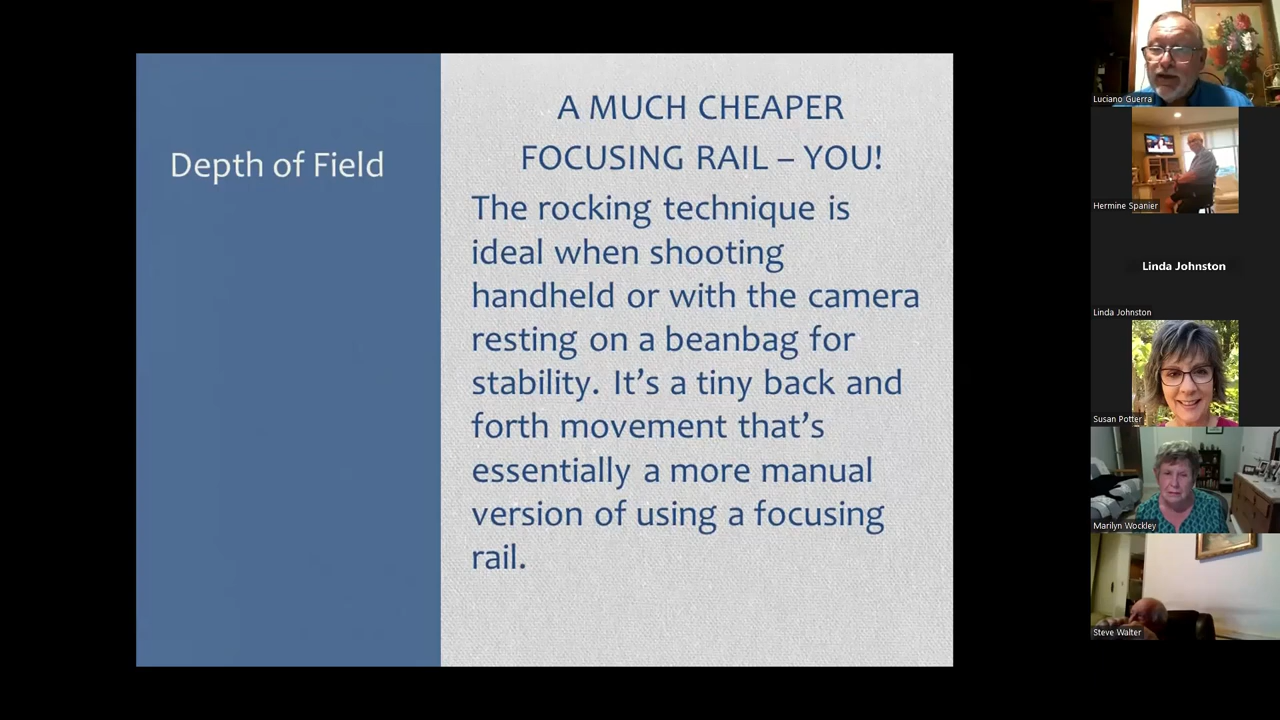 Depth of Field
A MUCH CHEAPER
FOCUSING RAIL – YOU!
The rocking technique is
ideal when shooting
handheld or with the camera
resting on a beanbag for
stability. It’s a tiny back and
forth movement that’s
essentially a more manual
version of using a focusing
rail.
Luciano Guerra
Hermine Spanier
Linda Johnston
Linda Johnston
Susan Potter
Marilyn Wockley
Steve Walter